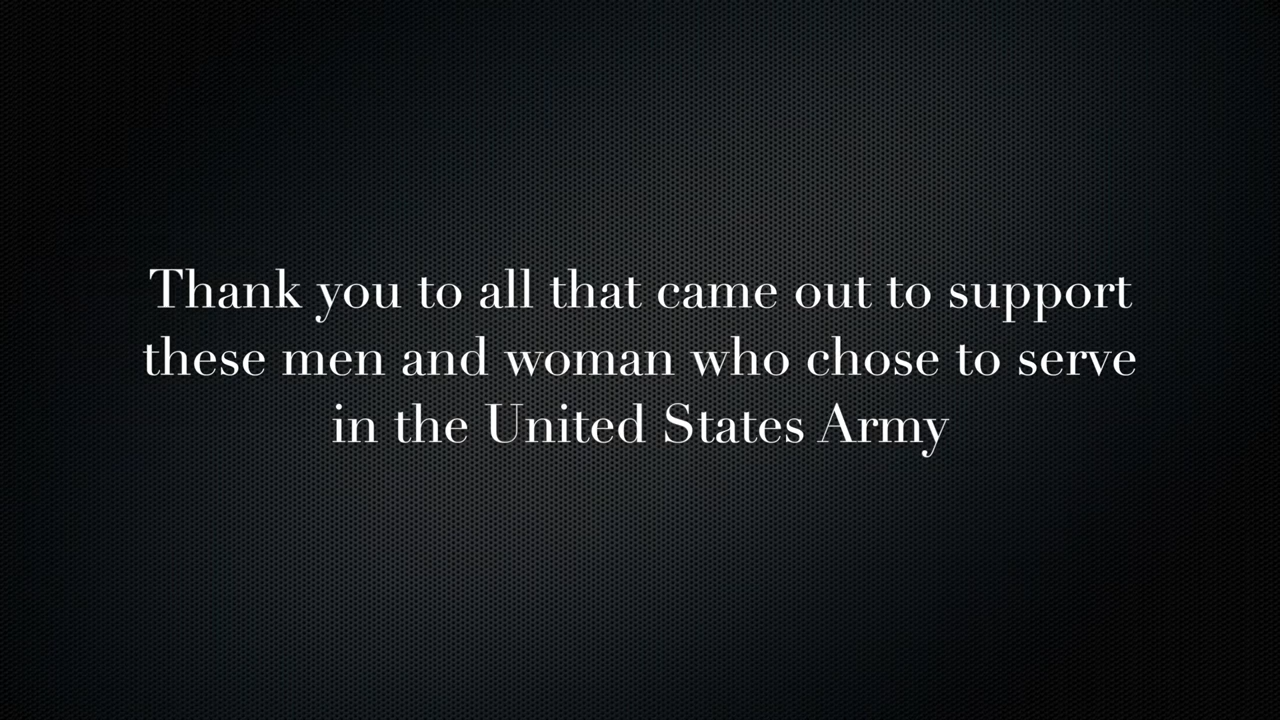 Thank you to all that came out to support
these men and woman who chose to serve
in the United States Army